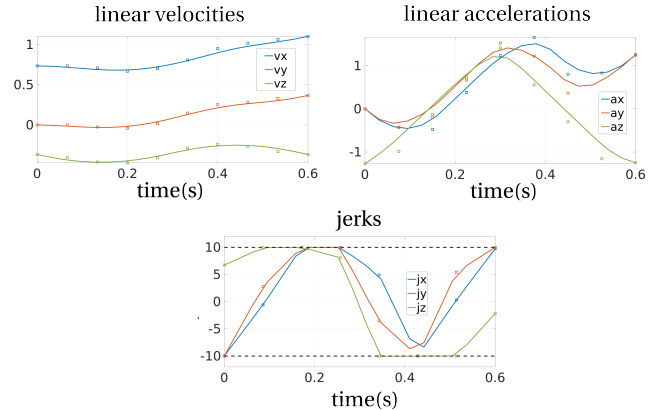 linear velocities
linear accelerations
1
0.5
0
vx
vy
vz
0
0.2
0.4
0.6
time(s)
1
0
-1
ax
ay
az
0
0.2
0.4
0.6
time(s)
jerks
10
5
0
-5
-10
jx
jy
jz
0
0.2
0.4
0.6
time(s)